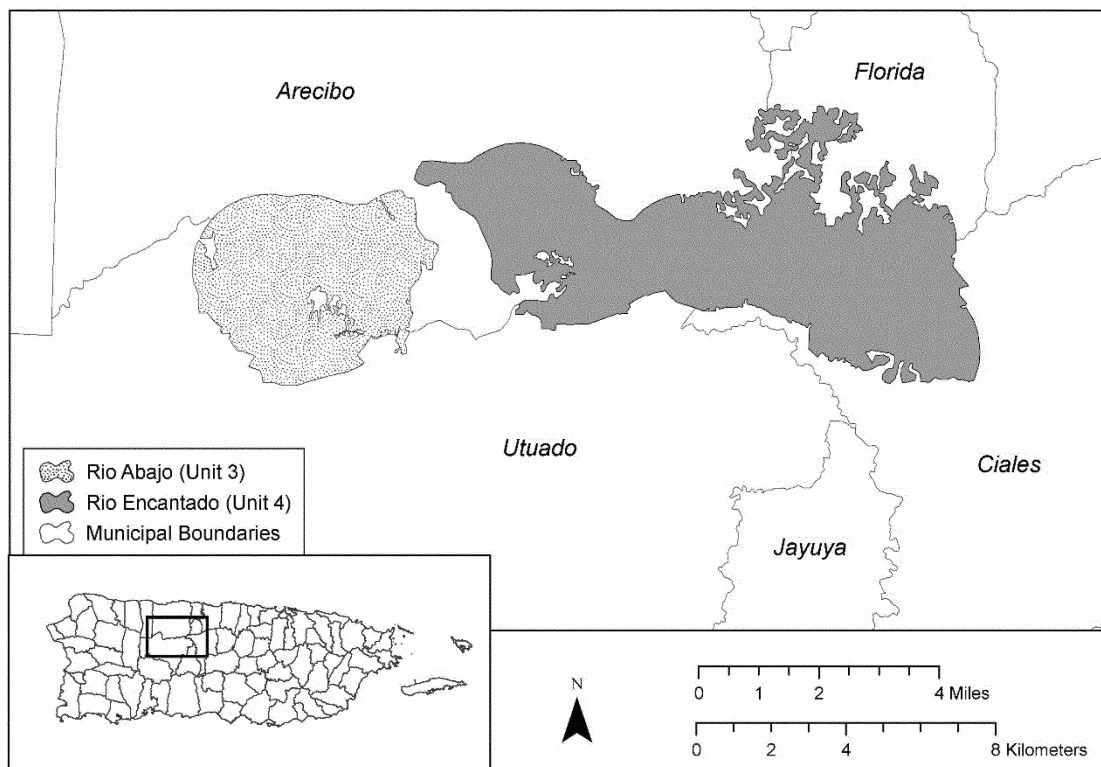 Florida
Arecibo
Utuado
Ciales
Jayuya
Rio Abajo (Unit 3)
Rio Encantado (Unit 4)
Municipal Boundaries
N
0 1 2 4 Miles
0 2 4 8 Kilometers